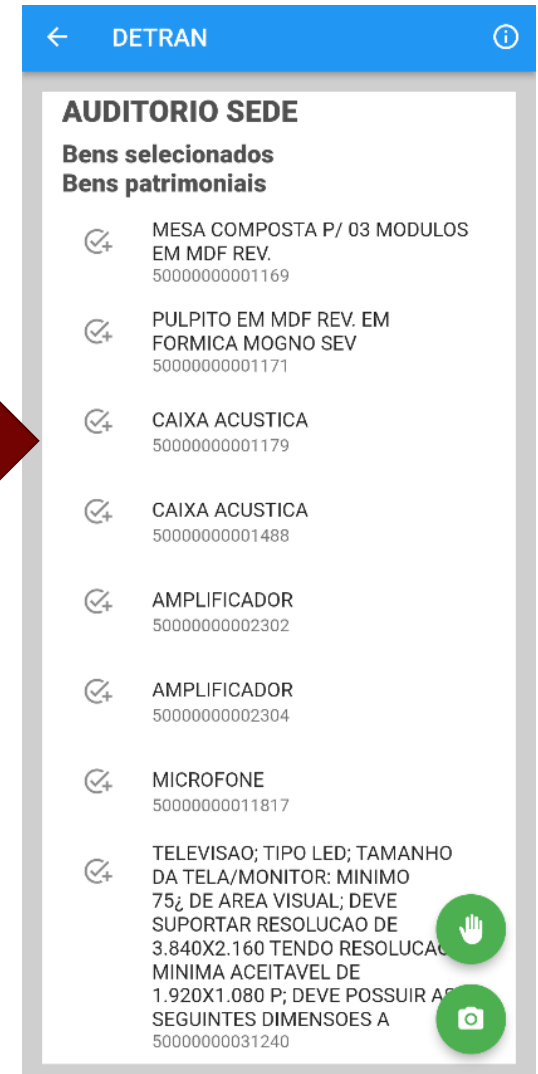 DETRAN
AUDITORIO SEDE
Bens selecionados
Bens patrimoniais
MESA COMPOSTA P/ 03 MODULOS
EM MDF REV.
50000000001169
PULPITO EM MDF REV. EM
FORMICA MOGNO SEV
50000000001171
CAIXA ACUSTICA
50000000001179
CAIXA ACUSTICA
50000000001488
AMPLIFICADOR
50000000002302
AMPLIFICADOR
50000000002304
MICROFONE
50000000011817
TELEVISAO; TIPO LED; TAMANHO
DA TELA/MONITOR: MINIMO
75¿ DE AREA VISUAL; DEVE
SUPORTAR RESOLUCAO DE
3.840X2.160 TENDO
MINIMA ACEITAVEL DE
1.920X1.080 P; DEVE POSSUIR
SEGUINTES DIMENSOES A
50000000031240